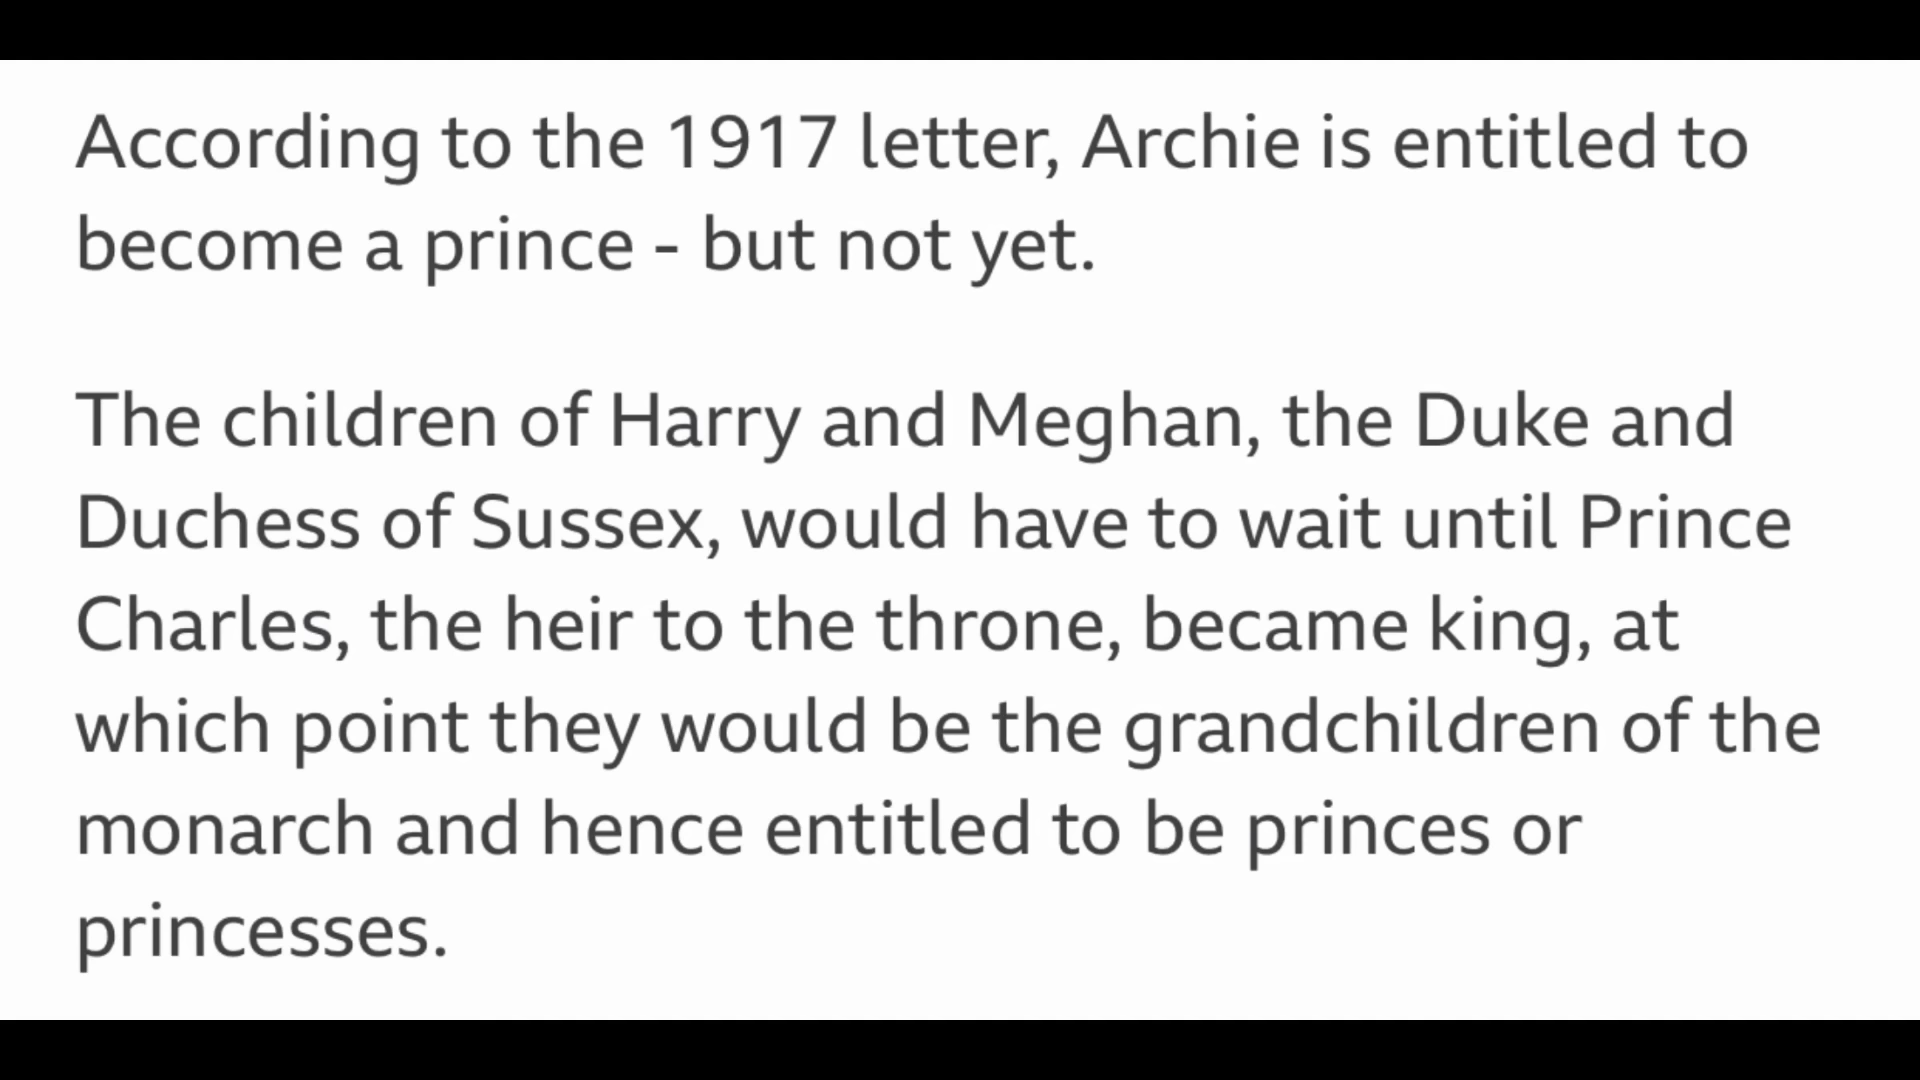 According to the 1917 letter, Archie is entitled to
become a prince - but not yet.
The children of Harry and Meghan, the Duke and
Duchess of Sussex, would have to wait until Prince
Charles, the heir to the throne, became king, at
which point they would be the grandchildren of the
monarch and hence entitled to be princes or
princesses.